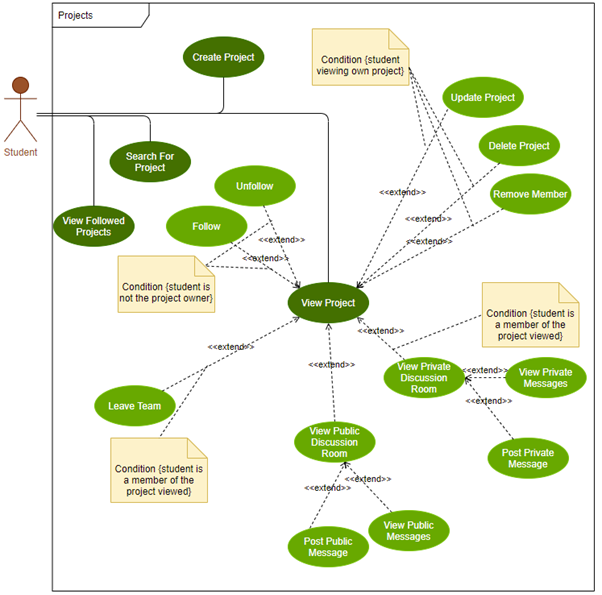 Projects
Create Project
Condition {student
viewing own project}
Update Project
Student
Search For
Project
Delete Project
Unfollow
<<extend>>
Remove Member
View Followed
Projects
Follow
<<extend>>
<<extend>>
<<extend>>
Condition {student is
not the project owner}
View Project
Condition {student is
a member of the
project viewed}
<<extend>>
<<extend>>
<<extend>>
View Private
Discussion
Room
<<extend>>
View Private
Messages
<<extend>>
Leave Team
View Public
Discussion
Room
Condition {student is
a member of the
project viewed}
Post Private
Message
<<extend>>
<<extend>>
Post Public
Message
View Public
Messages